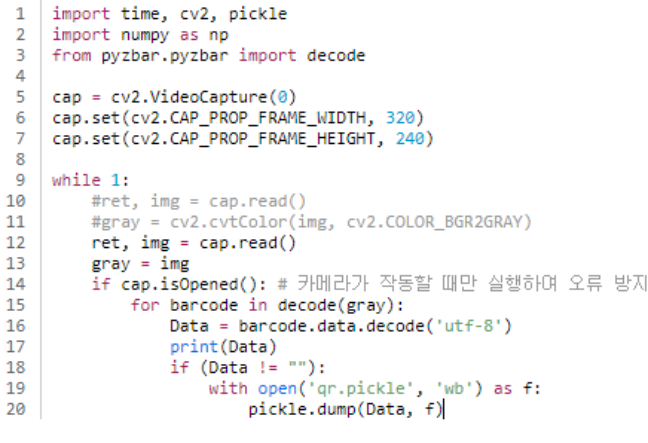 1 import time, cv2, pickle
2 import numpy as np
3 from pyzbar.pyzbar import decode
4
5 cap = cv2.VideoCapture(0)
6 cap.set(cv2.CAP_PROP_FRAME_WIDTH, 320)
7 cap.set(cv2.CAP_PROP_FRAME_HEIGHT, 240)
8
9 while 1:
10     #ret, img = cap.read()
11     #gray = cv2.cvtColor(img, cv2.COLOR_BGR2GRAY)
12     ret, img = cap.read()
13     gray = img
14     if cap.isOpened(): # 카메라가 작동할 때만 실행하여 오류 방지
15         for barcode in decode(gray):
16             Data = barcode.data.decode('utf-8')
17             print(Data)
18             if (Data != ""):
19                 with open('qr.pickle', 'wb') as f:
20                     pickle.dump(Data, f)